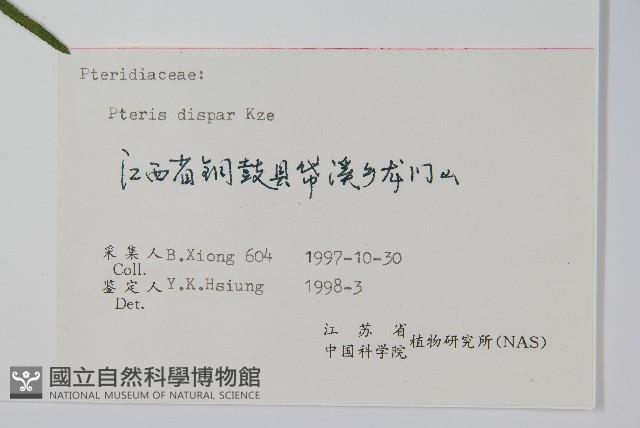 Pteridiaceae:
Pteris dispar Kze
江西省铜鼓县带溪乡龙门山
采集人 B.Xiong 604 1997-10-30
Coll.
鉴定人 Y.K.Hsiung 1998-3
Det.
江苏省
中国科学院 植物研究所(NAS)
國立自然科學博物館
NATIONAL MUSEUM OF NATURAL SCIENCE